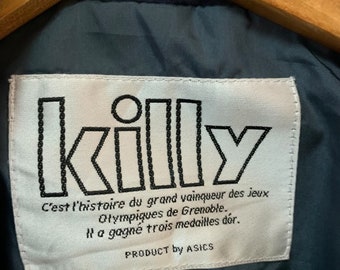 killy
C'est l'histoire du grand vainqueur des jeux
Olympiques de Grenoble.
Il a gagné trois medailles d'or.
PRODUCT by ASICS